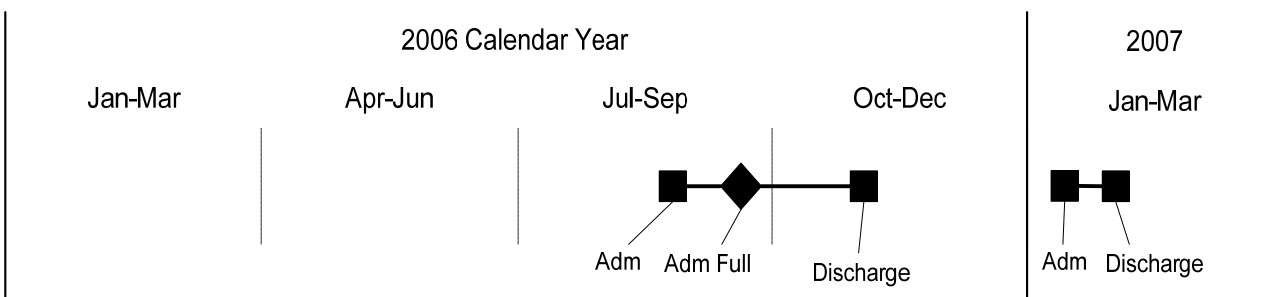 2006 Calendar Year
2007
Jan-Mar
Apr-Jun
Jul-Sep
Oct-Dec
Jan-Mar
Adm
Adm Full
Discharge
Adm
Discharge